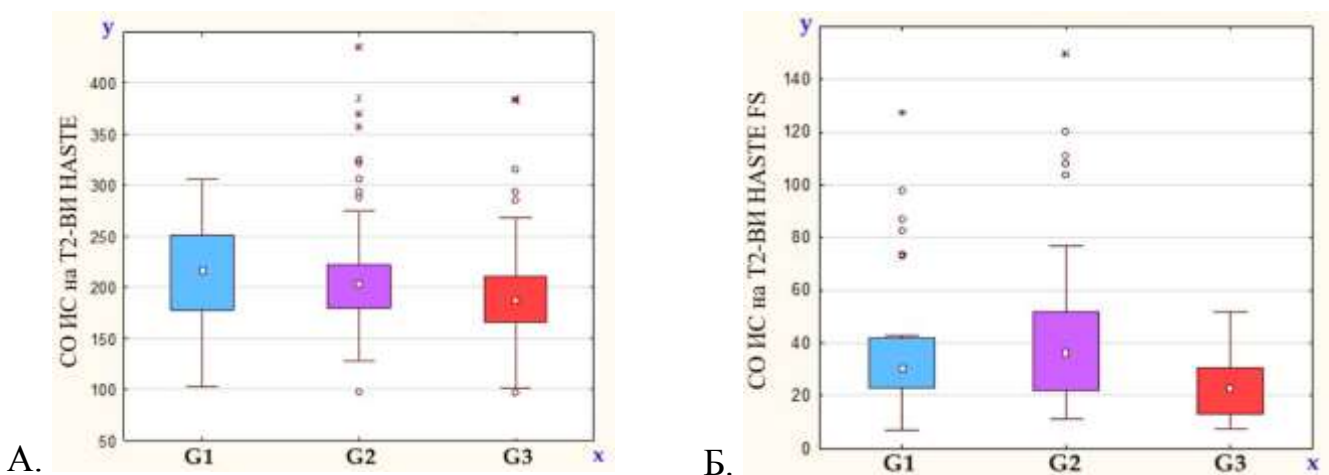 y
СО ИС на Т2-ВИ HASTE
400
350
300
250
200
150
100
50
G1 G2 G3 x
А.
y
СО ИС на Т2-ВИ HASTE FS
140
120
100
80
60
40
20
0
G1 G2 G3 x
Б.